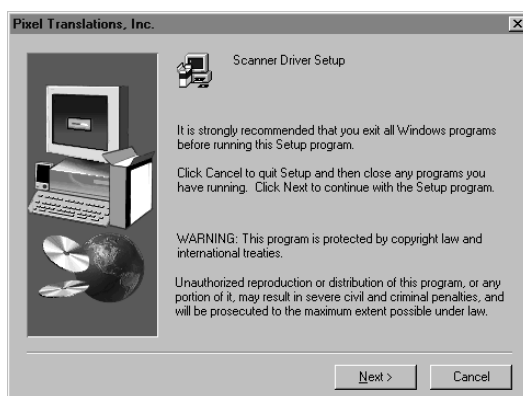 Pixel Translations, Inc.
Scanner Driver Setup
It is strongly recommended that you exit all Windows programs
before running this Setup program.
Click Cancel to quit Setup and then close any programs you
have running. Click Next to continue with the Setup program.
WARNING: This program is protected by copyright law and
international treaties.
Unauthorized reproduction or distribution of this program, or any
portion of it, may result in severe civil and criminal penalties, and
will be prosecuted to the maximum extent possible under law.
Next > Cancel